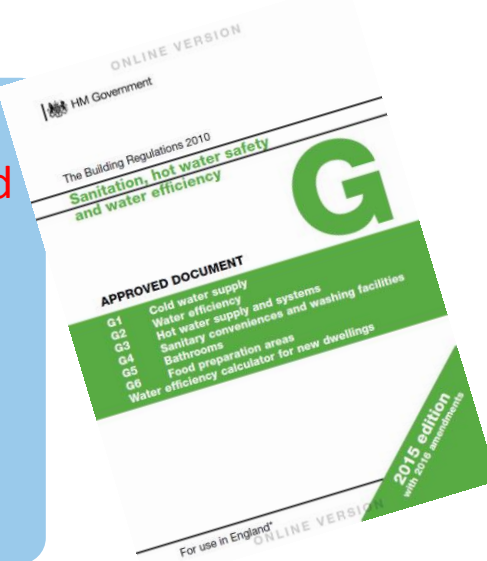 ONLINE VERSION
HM Government
d
The Building Regulations 2010
Sanitation, hot water safety
and water efficiency
G
APPROVED DOCUMENT
G1 Cold water supply
G2 Water efficiency
G3 Hot water supply and systems
G4 Sanitary conveniences and washing facilities
G5 Bathrooms
G6 Food preparation areas
Water efficiency calculator for new dwellings
2015 edition
with 2016 amendments
For use in England*
ONLINE VERSION